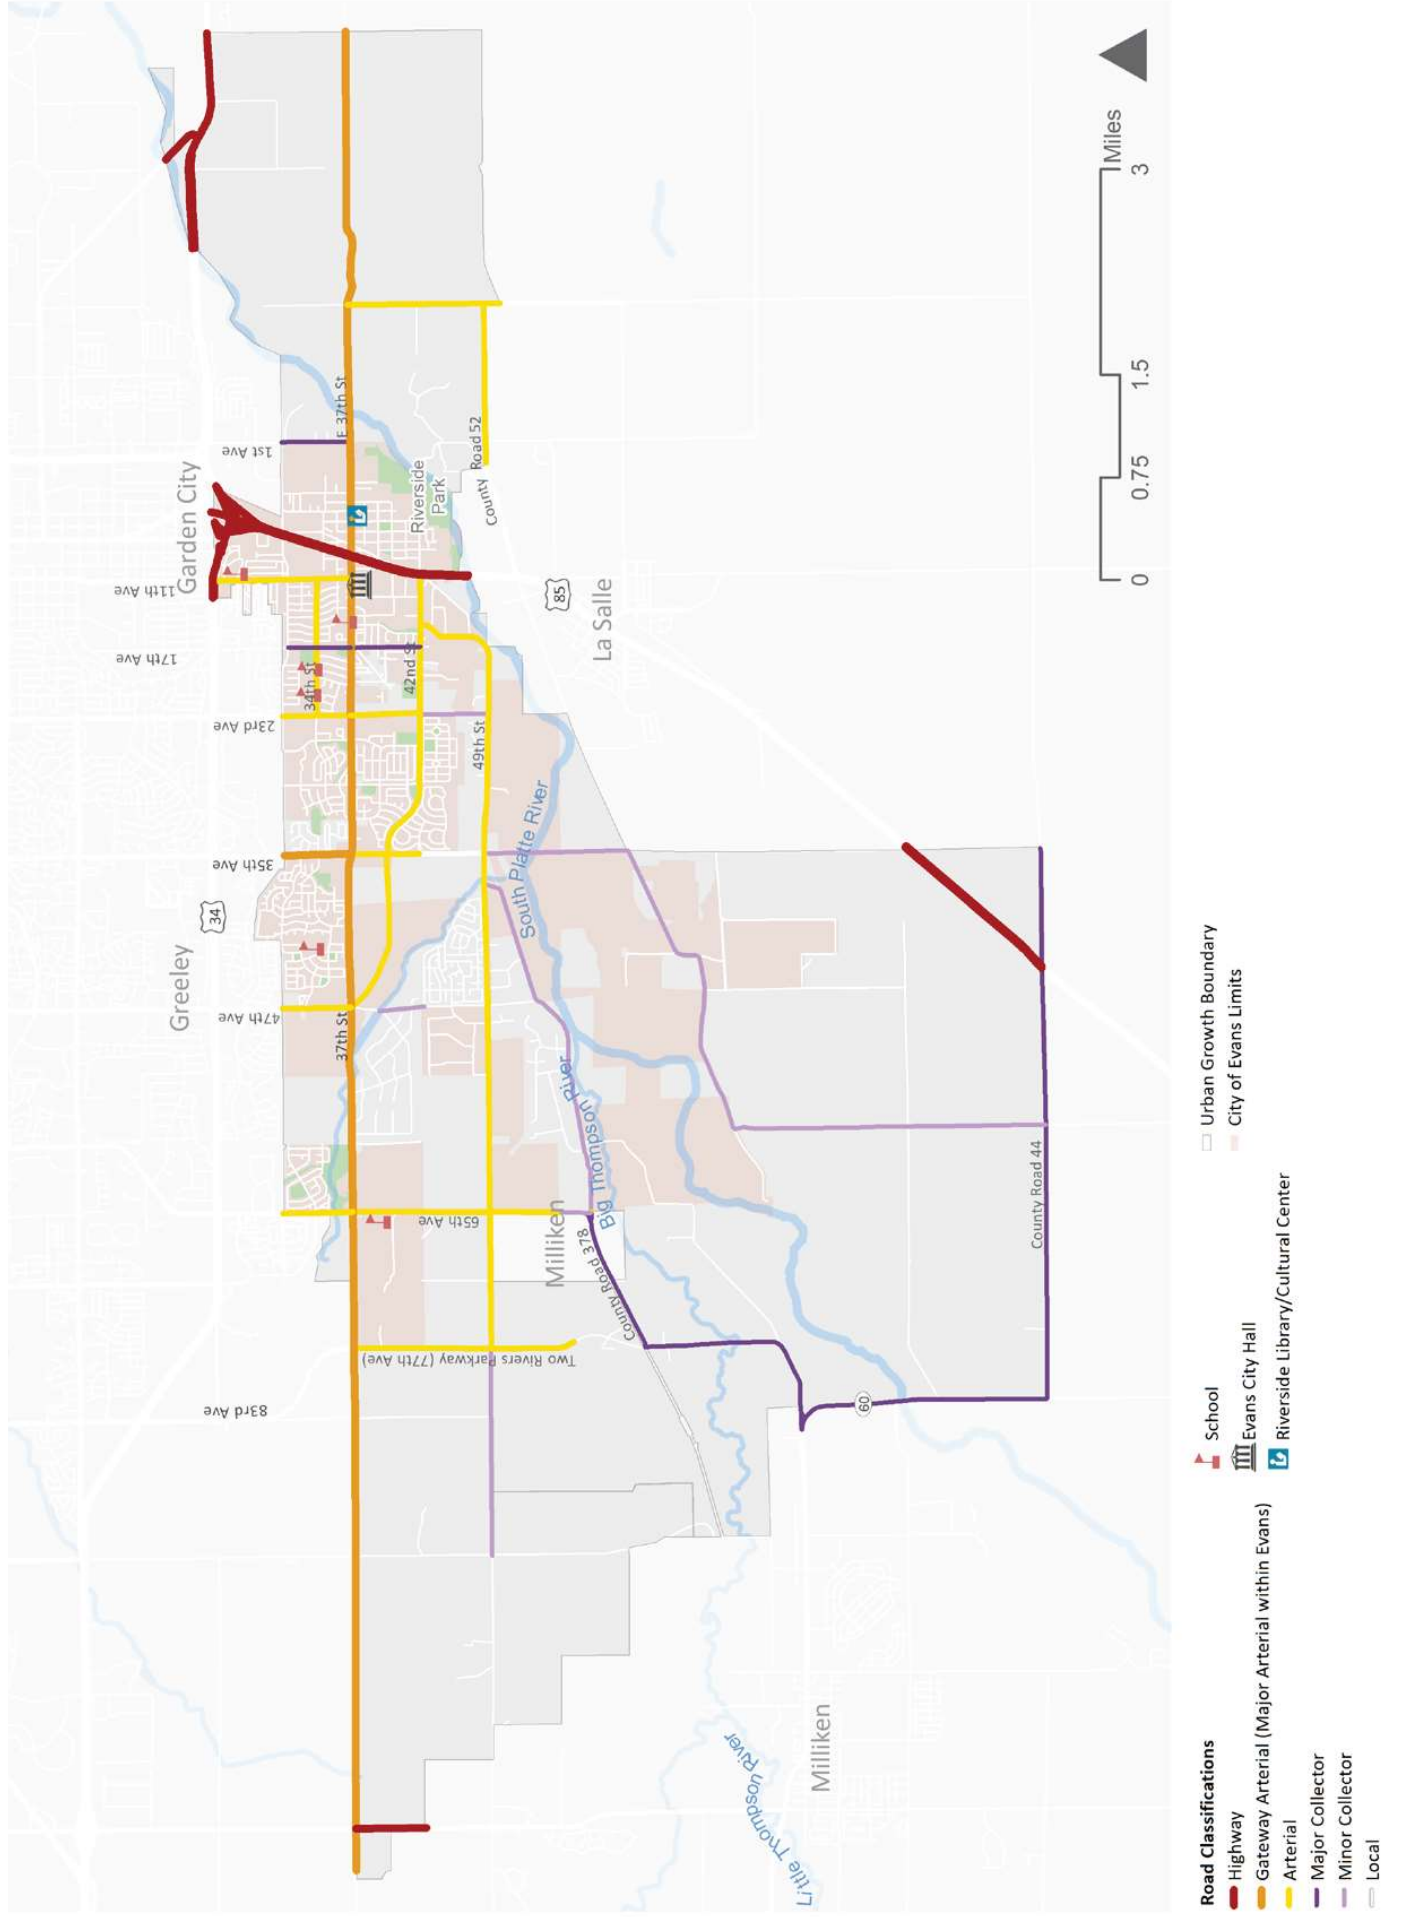 Greeley
Garden City
34
83rd Ave
47th Ave
35th Ave
23rd Ave
17th Ave
11th Ave
1st Ave
37th St
34th St
E 37th St
Two Rivers Parkway (77th Ave)
65th Ave
42nd St
49th St
Riverside
Park
County Road 52
Milliken
County Road 378
Big Thompson River
South Platte River
85
La Salle
Little Thompson
River
Milliken
60
County Road 44
0
0.75
1.5
3
Miles
Road Classifications
Highway
Gateway Arterial (Major Arterial within Evans)
Arterial
Major Collector
Minor Collector
Local
School
Evans City Hall
Riverside Library/Cultural Center
Urban Growth Boundary
City of Evans Limits